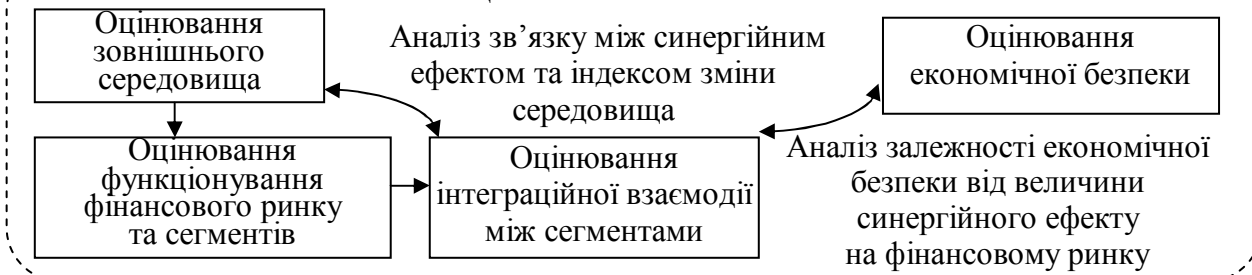 Оцінювання
зовнішнього
середовища
Аналіз зв’язку між синергійним
ефектом та індексом зміни
середовища
Оцінювання
економічної безпеки
Оцінювання
функціонування
фінансового ринку
та сегментів
Оцінювання
інтеграційної взаємодії
між сегментами
Аналіз залежності економічної
безпеки від величини
синергійного ефекту
на фінансовому ринку